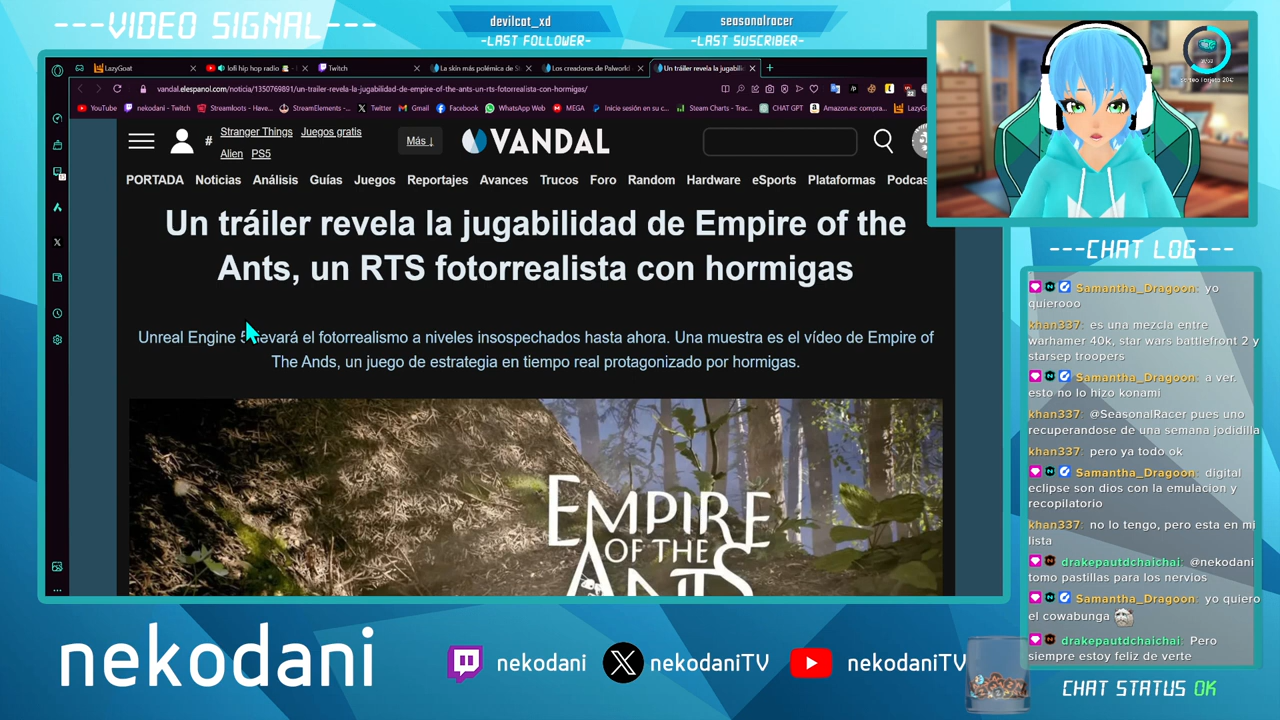 ---VIDEO SIGNAL---
devilcat_xd
-LAST FOLLOWER-
seasonalracer
-LAST SUSCRIBER-
LazyGoat
lofi hip hop radio
Twitch
La skin más polémica de S
Los creadores de Palworld
Un tráiler revela la jugabili
vandal.elespanol.com/noticia/1350769891/un-trailer-revela-la-jugabilidad-de-empire-of-the-ants-un-rts-fotorrealista-con-hormigas/
YouTube
nekodani - Twitch
Streamloots - Have...
StreamElements - ...
Twitter
Gmail
Facebook
WhatsApp Web
MEGA
Inicie sesión en su c...
Steam Charts - Trac...
CHAT GPT
Amazon.es: compra...
# Stranger Things Juegos gratis
Alien PS5
Más ↓
VANDAL
PORTADA Noticias Análisis Guías Juegos Reportajes Avances Trucos Foro Random Hardware eSports Plataformas Podcas
Un tráiler revela la jugabilidad de Empire of the
Ants, un RTS fotorrealista con hormigas
Unreal Engine 5 llevará el fotorrealismo a niveles insospechados hasta ahora. Una muestra es el vídeo de Empire of
The Ands, un juego de estrategia en tiempo real protagonizado por hormigas.
EMPIRE
OF THE
ANTS
---CHAT LOG---
Samantha_Dragoon: yo
quierooo
khan337: es una mezcla entre
warhamer 40k, star wars battlefront 2 y
starsep troopers
Samantha_Dragoon: a ver.
esto no lo hizo konami
khan337: @SeasonalRacer pues uno
recuperandose de una semana jodidilla
khan337: pero ya todo ok
Samantha_Dragoon: digital
eclipse son dios con la emulacion y
recopilatorio
khan337: no lo tengo, pero esta en mi
lista
drakepautdchaichai: @nekodani
tomo pastillas para los nervios
Samantha_Dragoon: yo quiero
el cowabunga
drakepautdchaichai: Pero
siempre estoy feliz de verte
CHAT STATUS OK
nekodani
nekodani
nekodaniTV
nekodaniTV